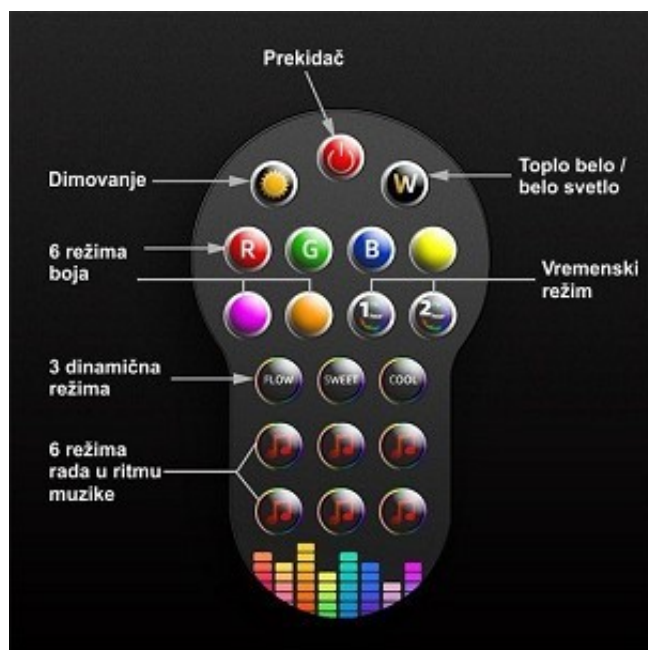 Prekidač
Dimovanje
W
Toplo belo /
belo svetlo
6 režima
boja
R
G
B
Vremenski
režim
1
2
3 dinamična
režima
FLOW
SWEET
COOL
6 režima
rada u ritmu
muzike